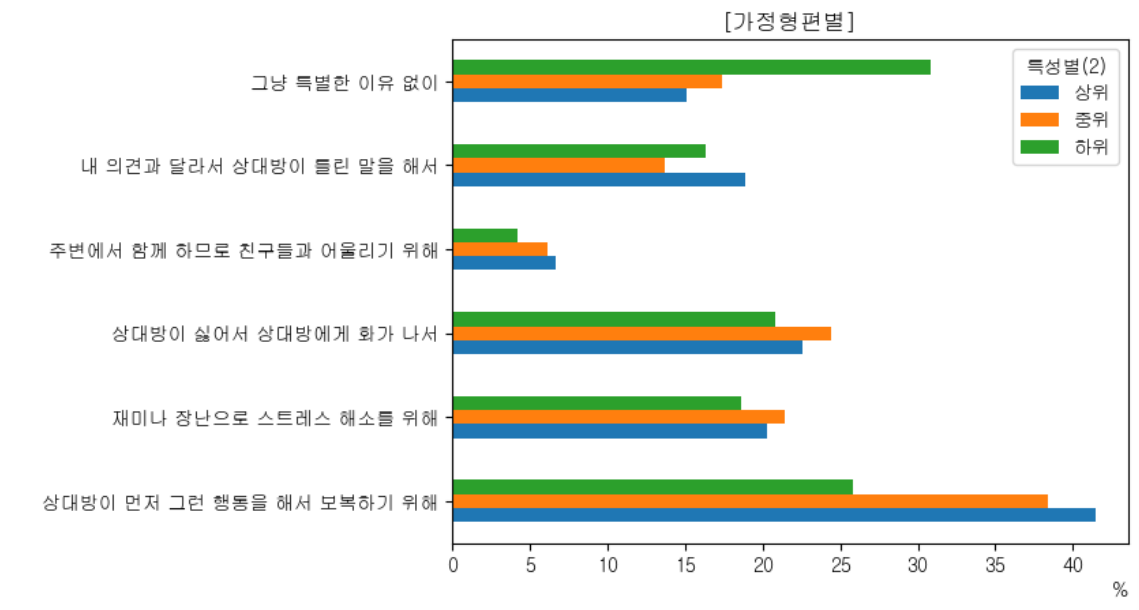 [가정형편별]
특성별(2)
상위
중위
하위
그냥 특별한 이유 없이
내 의견과 달라서 상대방이 틀린 말을 해서
주변에서 함께 하므로 친구들과 어울리기 위해
상대방이 싫어서 상대방에게 화가 나서
재미나 장난으로 스트레스 해소를 위해
상대방이 먼저 그런 행동을 해서 보복하기 위해
0 5 10 15 20 25 30 35 40
%